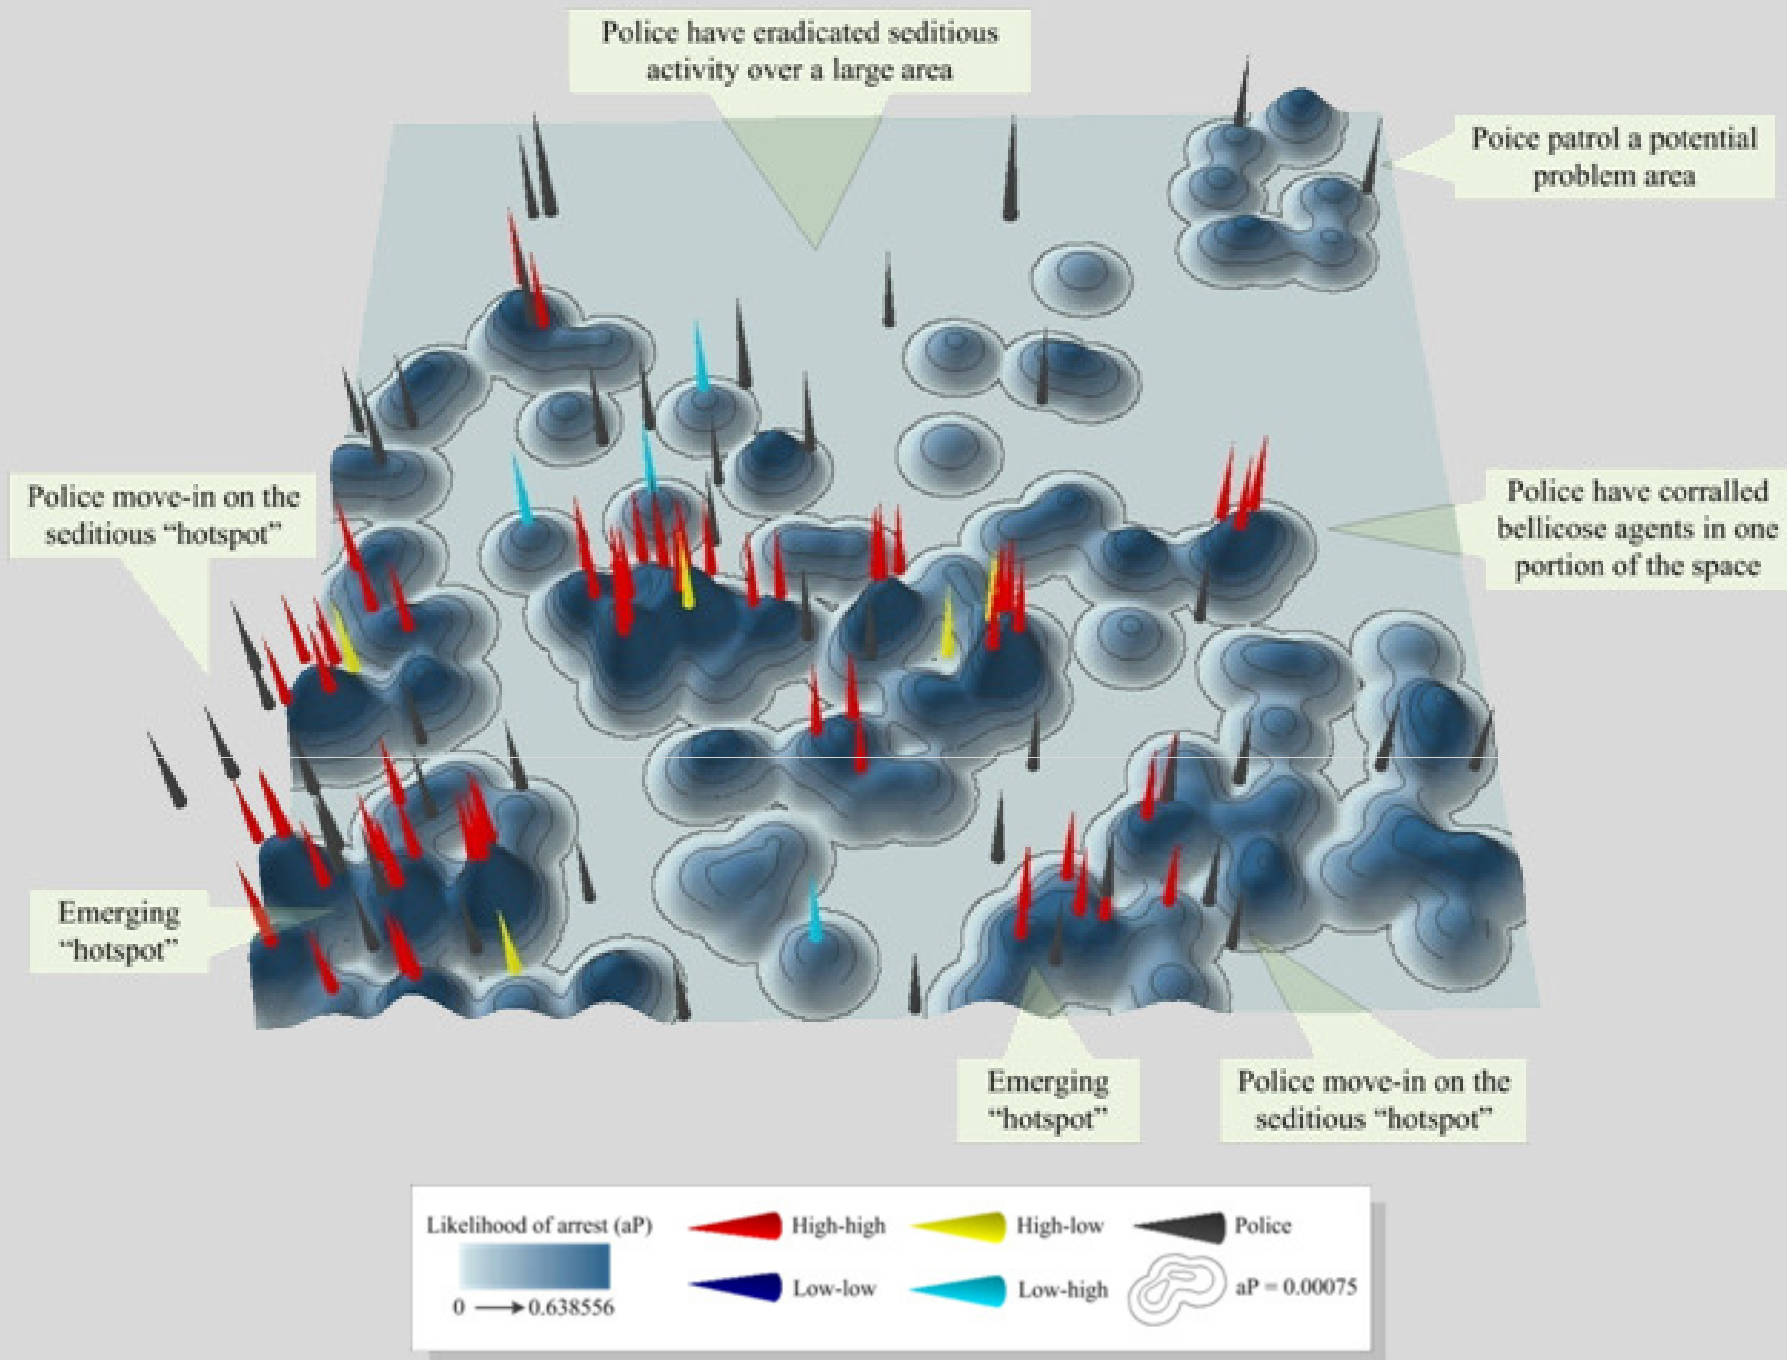 Police have eradicated seditious
activity over a large area
Poice patrol a potential
problem area
Police move-in on the
seditious “hotspot”
Police have corralled
bellicose agents in one
portion of the space
Emerging
“hotspot”
Emerging
“hotspot”
Police move-in on the
seditious “hotspot”
Likelihood of arrest (aP)
0 → 0.638556
High-high
High-low
Police
Low-low
Low-high
aP = 0.00075